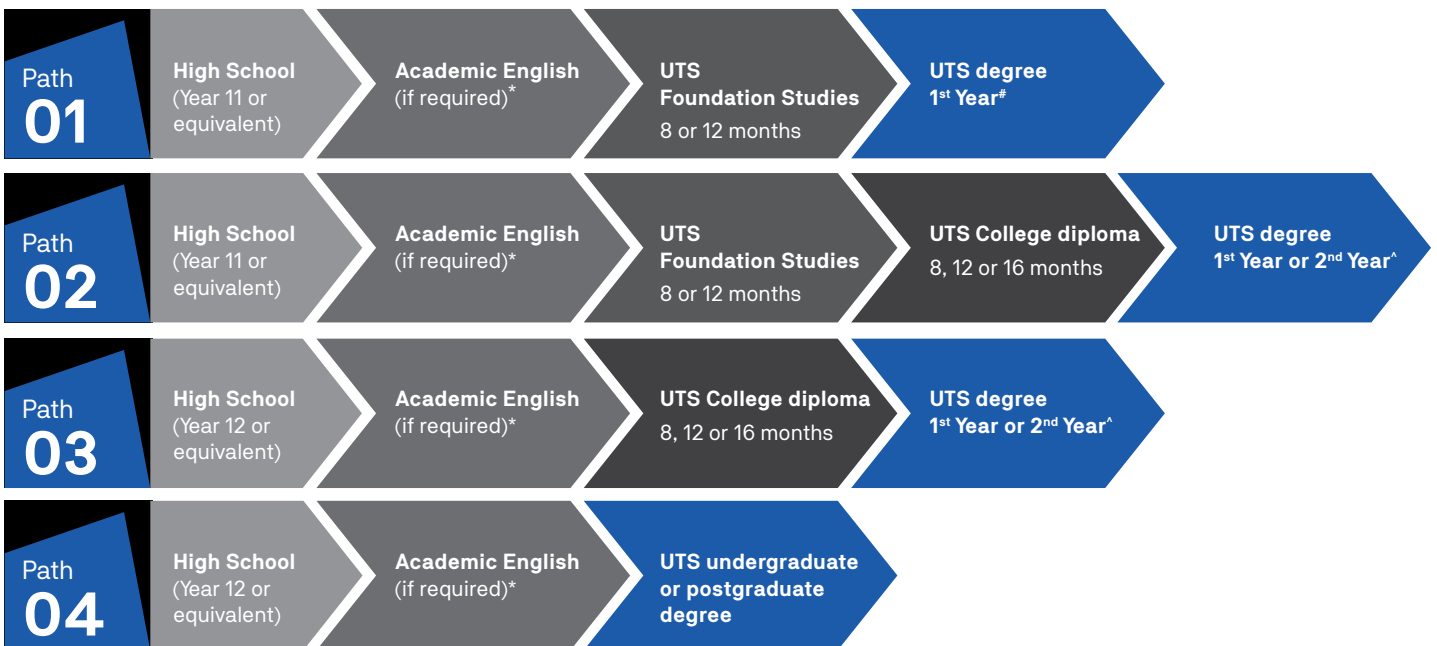 Path
01
High School
(Year 11 or
equivalent)
Academic English
(if required)*
UTS
Foundation Studies
8 or 12 months
UTS degree
1st Year#
Path
02
High School
(Year 11 or
equivalent)
Academic English
(if required)*
UTS
Foundation Studies
8 or 12 months
UTS College diploma
8, 12 or 16 months
UTS degree
1st Year or 2nd Year^
Path
03
High School
(Year 12 or
equivalent)
Academic English
(if required)*
UTS College diploma
8, 12 or 16 months
UTS degree
1st Year or 2nd Year^
Path
04
High School
(Year 12 or
equivalent)
Academic English
(if required)*
UTS undergraduate
or postgraduate
degree